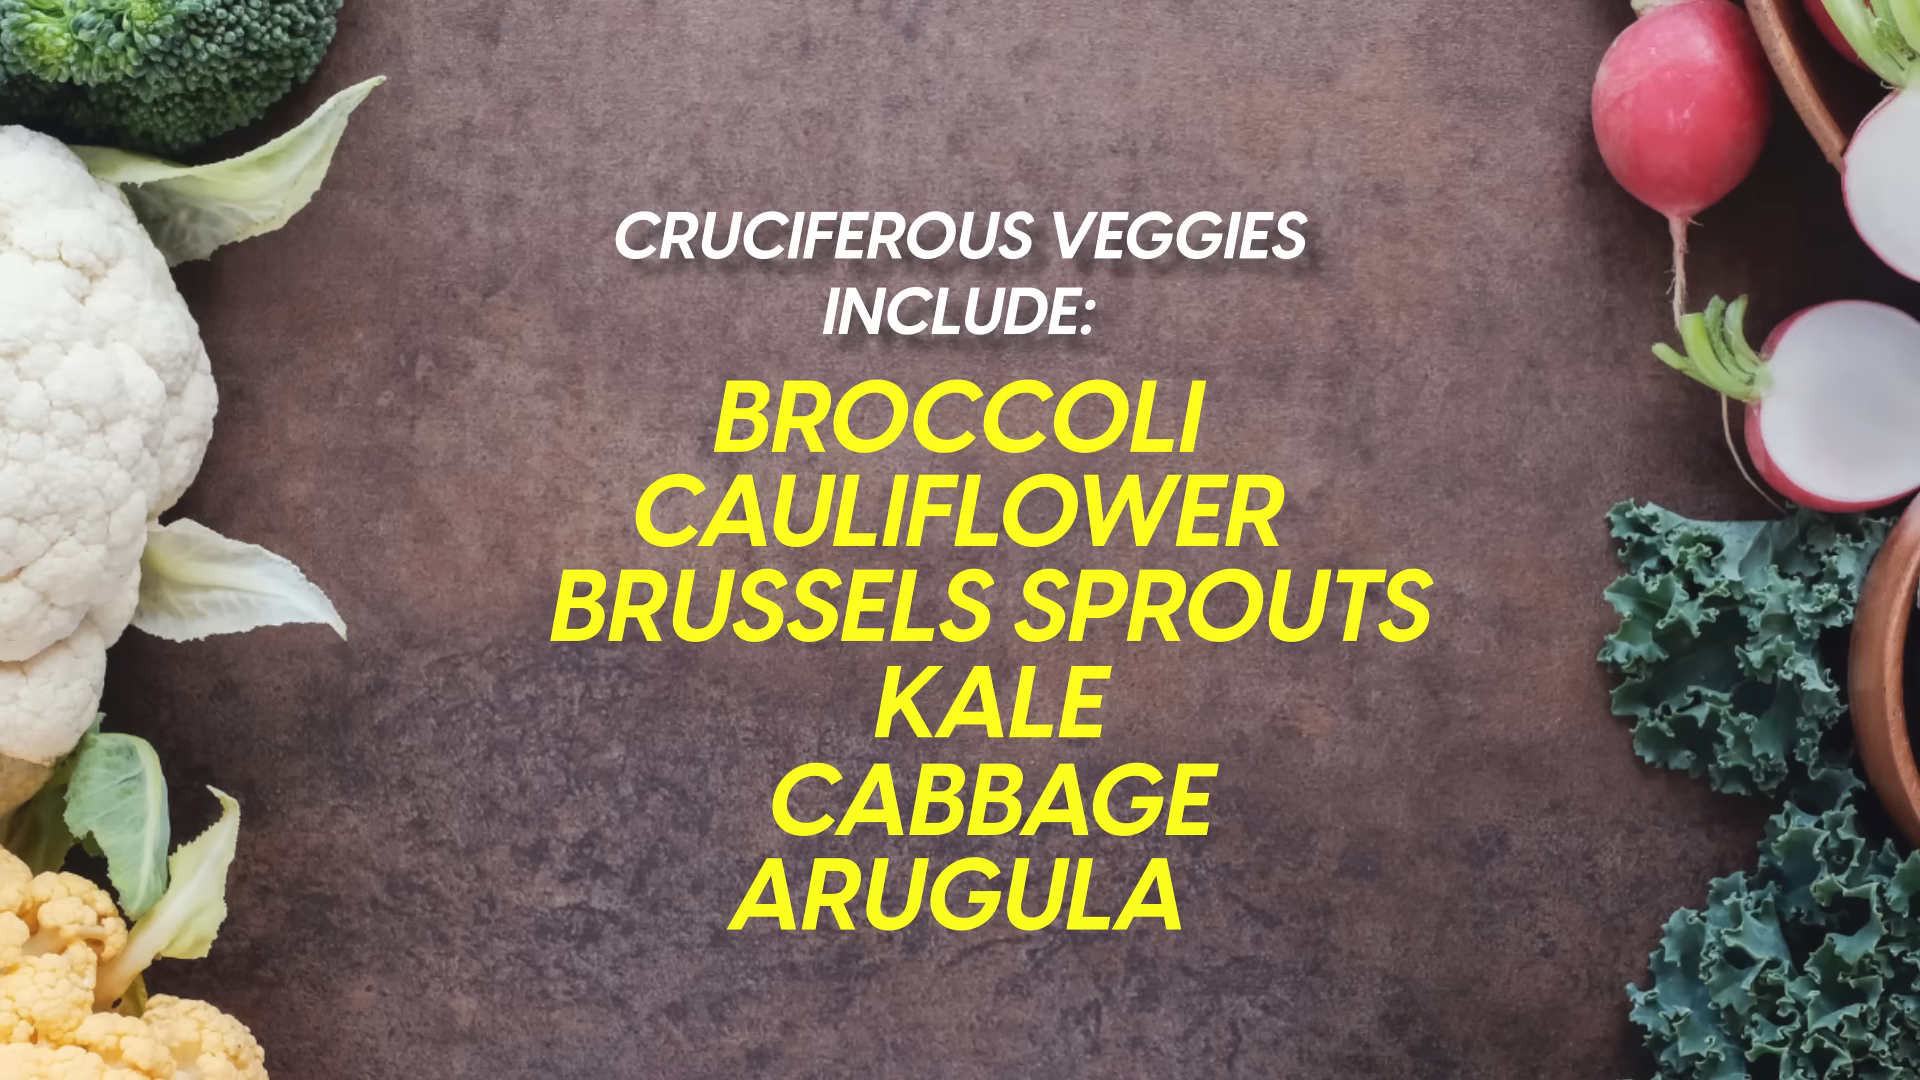 CRUCIFEROUS VEGGIES
INCLUDE:
BROCCOLI
CAULIFLOWER
BRUSSELS SPROUTS
KALE
CABBAGE
ARUGULA